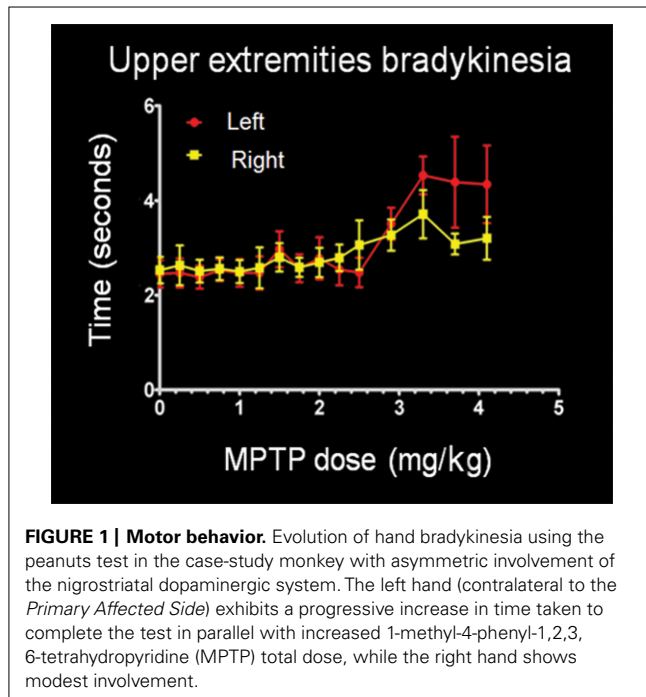 Upper extremities bradykinesia
6
Left
Right
4
Time (seconds)
2
0
0 1 2 3 4 5
MPTP dose (mg/kg)
FIGURE 1 | Motor behavior. Evolution of hand bradykinesia using the
peanuts test in the case-study monkey with asymmetric involvement of
the nigrostriatal dopaminergic system. The left hand (contralateral to the
Primary Affected Side) exhibits a progressive increase in time taken to
complete the test in parallel with increased 1-methyl-4-phenyl-1,2,3,
6-tetrahydropyridine (MPTP) total dose, while the right hand shows
modest involvement.